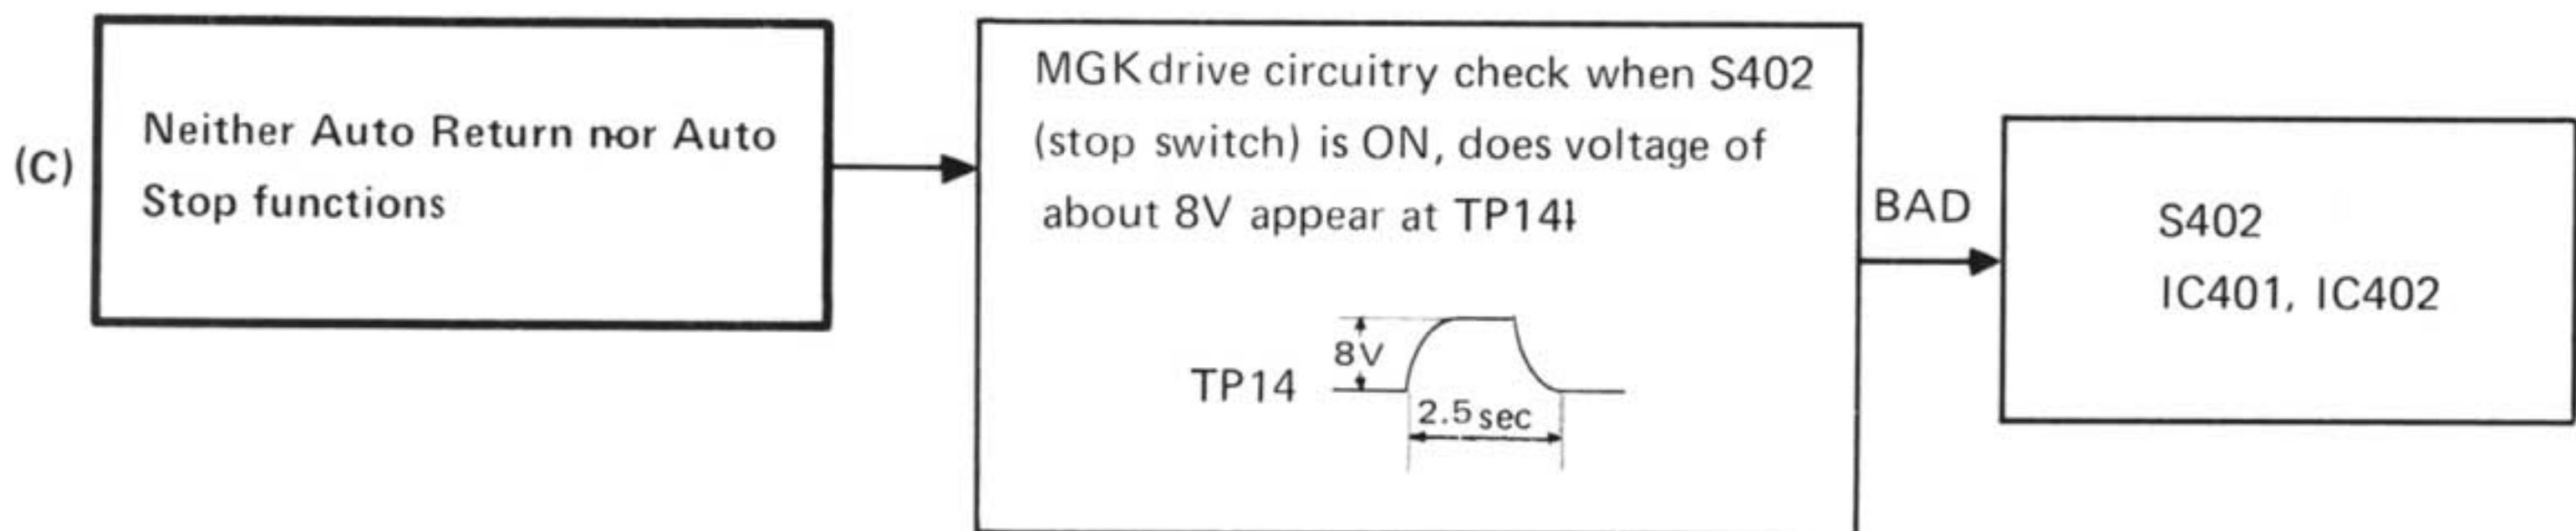 (C)
Neither Auto Return nor Auto
Stop functions
MGK drive circuitry check when S402
(stop switch) is ON, does voltage of
about 8V appear at TP14
8V
TP14
2.5 sec
BAD
S402
IC401, IC402